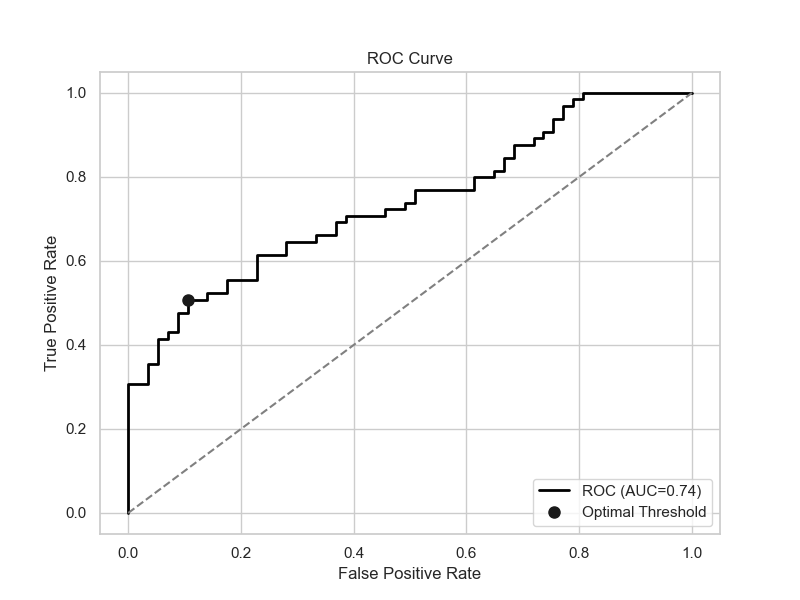 ROC Curve
True Positive Rate
1.0
0.8
0.6
0.4
0.2
0.0
0.0 0.2 0.4 0.6 0.8 1.0
False Positive Rate
ROC (AUC=0.74)
Optimal Threshold